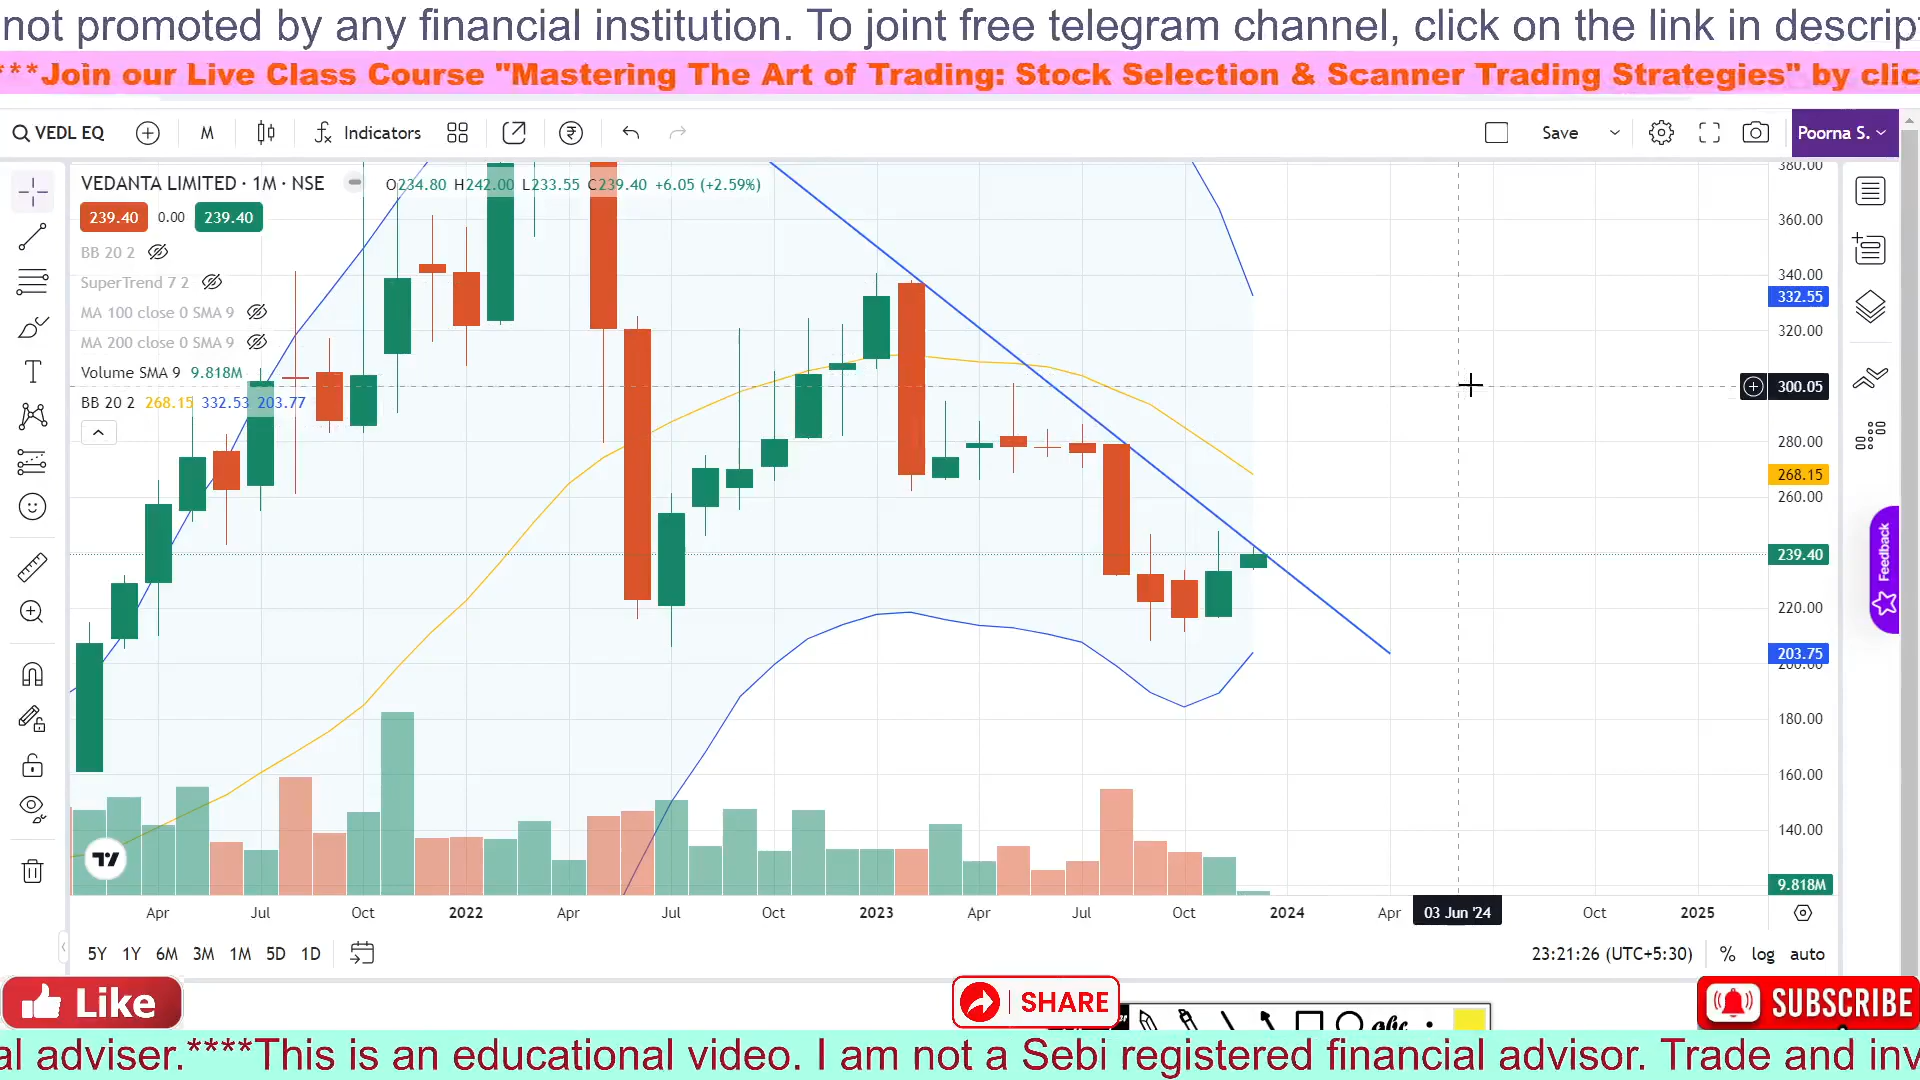 not promoted by any financial institution. To joint free telegram channel, click on the link in descrip
***Join our Live Class Course "Mastering The Art of Trading: Stock Selection & Scanner Trading Strategies" by clic
VEDL EQ M Indicators Save Poorna S.
VEDANTA LIMITED · 1M · NSE O234.80 H242.00 L233.55 C239.40 +6.05 (+2.59%)
239.40 0.00 239.40
BB 20 2
SuperTrend 7 2
MA 100 close 0 SMA 9
MA 200 close 0 SMA 9
Volume SMA 9 9.818M
BB 20 2 268.15 332.53 203.77
380.00
360.00
340.00
332.55
320.00
300.05
280.00
268.15
260.00
239.40
220.00
203.75
200.00
180.00
160.00
140.00
9.818M
Feedback
Apr Jul Oct 2022 Apr Jul Oct 2023 Apr Jul Oct 2024 Apr 03 Jun '24 Oct 2025
5Y 1Y 6M 3M 1M 5D 1D 23:21:26 (UTC+5:30) % log auto
Like SHARE abc SUBSCRIBE
al adviser.****This is an educational video. I am not a Sebi registered financial advisor. Trade and inv